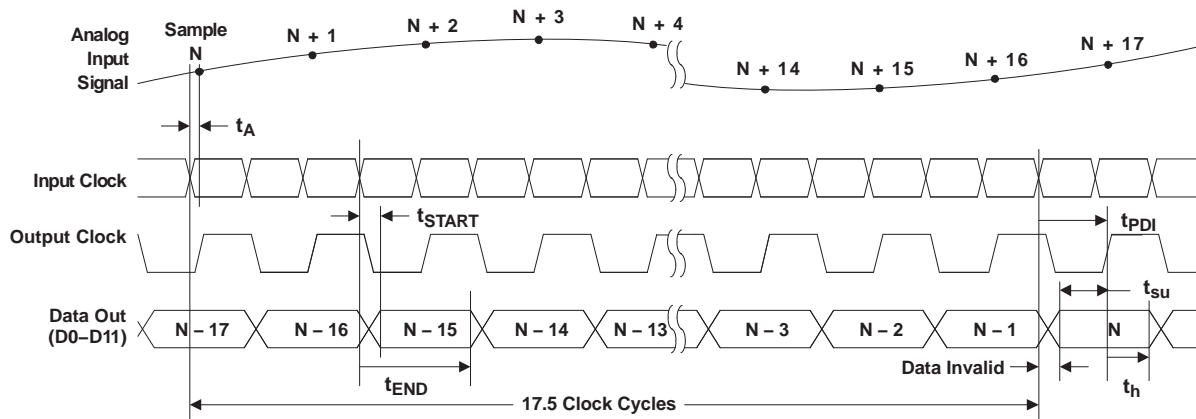 Analog Input Signal
Sample N
N + 1
N + 2
N + 3
N + 4
N + 14
N + 15
N + 16
N + 17
tA
Input Clock
tSTART
tPDI
Output Clock
tsu
Data Out (D0–D11)
N – 17
N – 16
N – 15
N – 14
N – 13
N – 3
N – 2
N – 1
N
Data Invalid
tEND
th
17.5 Clock Cycles